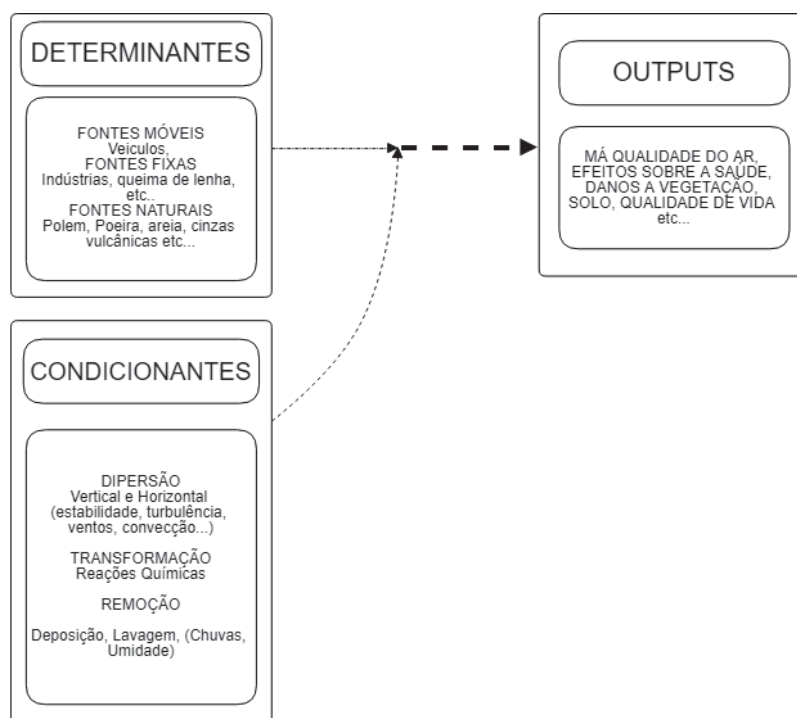 DETERMINANTES
FONTES MÓVEIS
Veiculos,
FONTES FIXAS
Indústrias, queima de lenha,
etc..
FONTES NATURAIS
Polem, Poeira, areia, cinzas
vulcânicas etc...
OUTPUTS
MÁ QUALIDADE DO AR,
EFEITOS SOBRE A SAÚDE,
DANOS A VEGETAÇÃO,
SOLO, QUALIDADE DE VIDA
etc...
CONDICIONANTES
DIPERSÃO
Vertical e Horizontal
(estabilidade, turbulência,
ventos, convecção...)
TRANSFORMAÇÃO
Reações Químicas
REMOÇÃO
Deposição, Lavagem, (Chuvas,
Umidade)